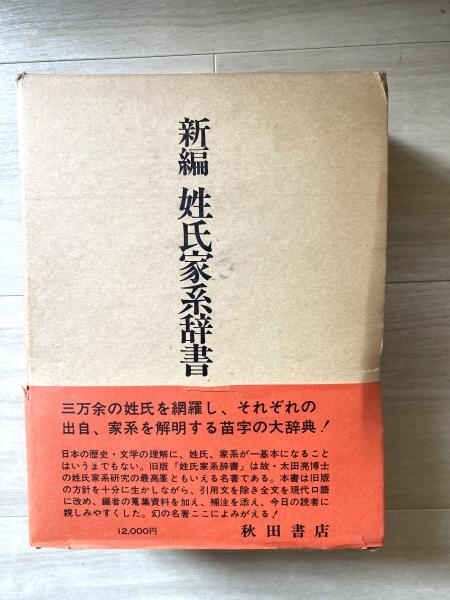 新編 姓氏家系辞書
三万余の姓氏を網羅し、それぞれの
出自、家系を解明する苗字の大辞典！
日本の歴史・文学の理解に、姓氏、家系が一基本になること
はいうまでもない。旧版『姓氏家系辞書』は故・太田亮博士
の姓氏家系研究の最高峯ともいえる名著である。本書は旧版
の方針を十分に生かしながら、引用文を除き全文を現代口語
に改め、編者の蒐集資料を加え、補注を添え、今日の読者に
親しみやすくした。幻の名著ここによみがえる！
12,000円
秋田書店